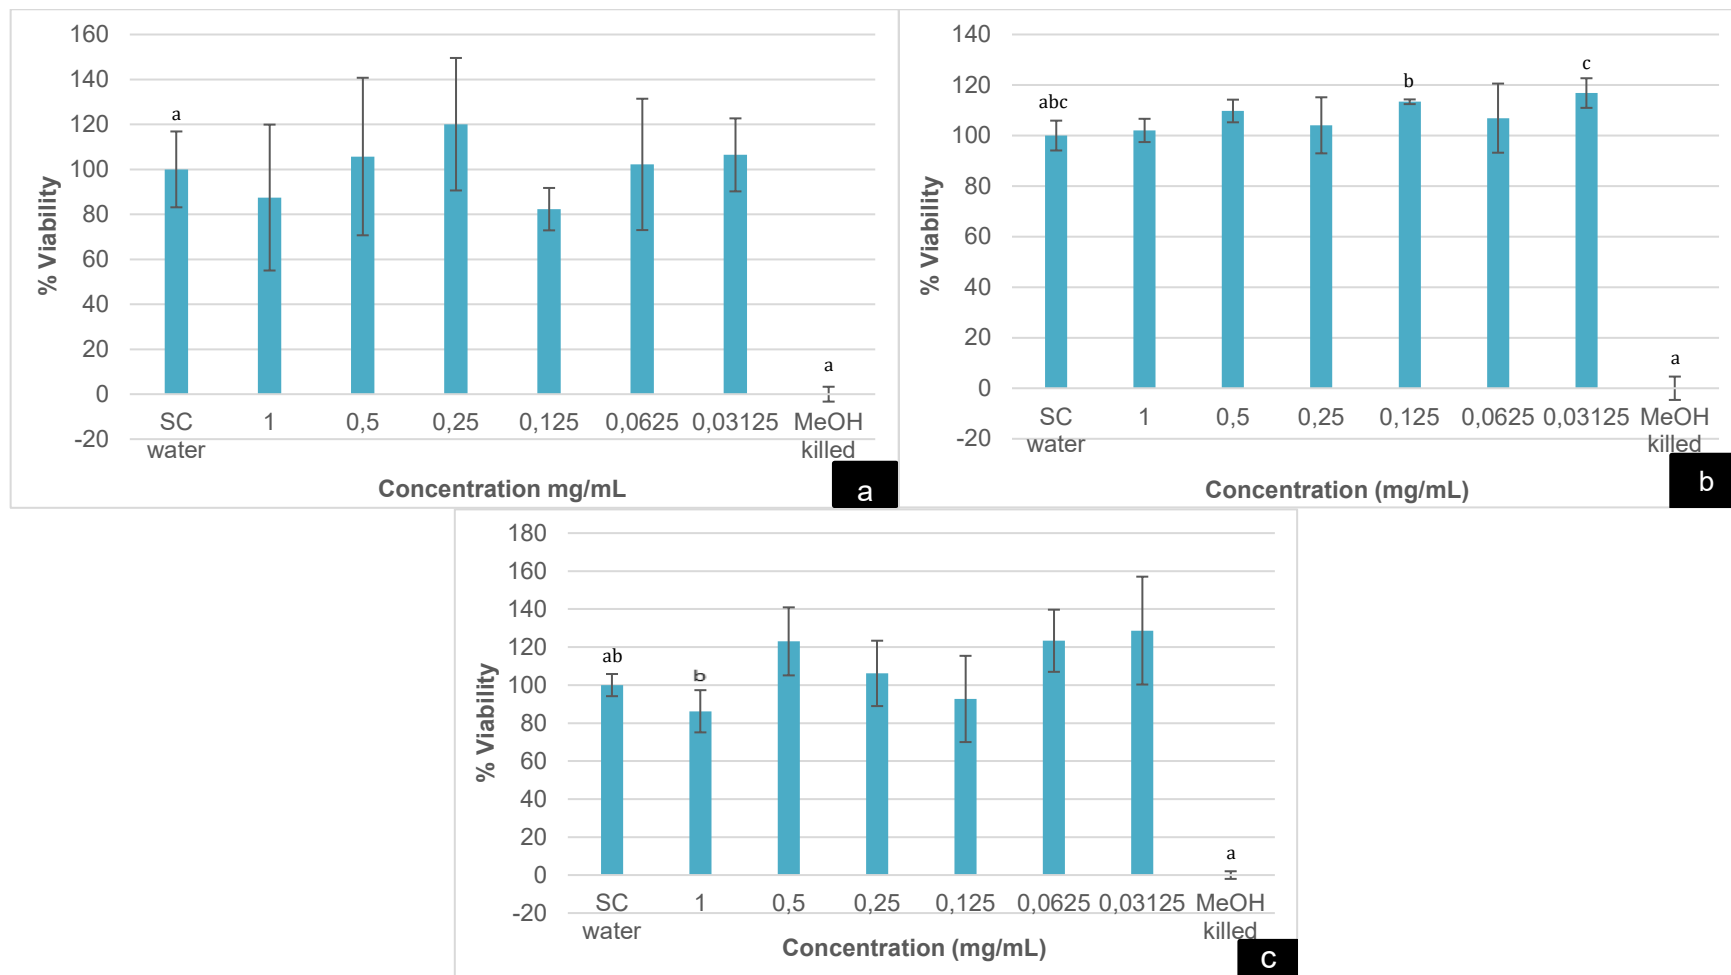 160
140
120
100
80
60
40
20
0
-20
% Viability
a
a
SC water
1
0,5
0,25
0,125
0,0625
0,03125
MeOH killed
Concentration mg/mL
a
140
120
100
80
60
40
20
0
-20
% Viability
abc
b
c
a
SC water
1
0,5
0,25
0,125
0,0625
0,03125
MeOH killed
Concentration (mg/mL)
b
180
160
140
120
100
80
60
40
20
0
-20
% Viability
ab
b
a
SC water
1
0,5
0,25
0,125
0,0625
0,03125
MeOH killed
Concentration (mg/mL)
c